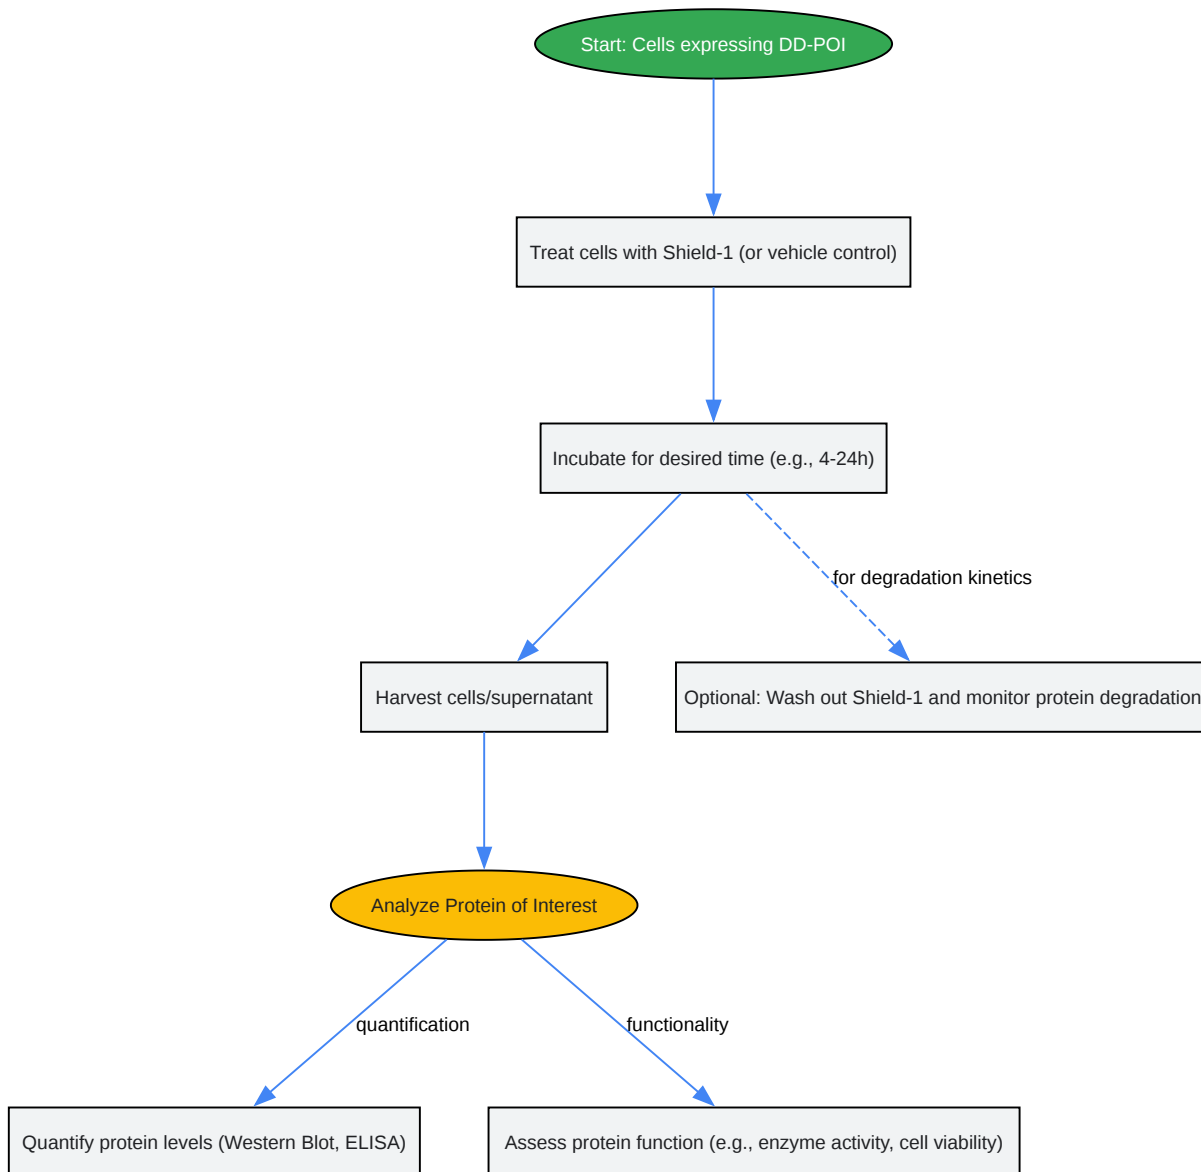 Start: Cells expressing DD-POI
Treat cells with Shield-1 (or vehicle control)
Incubate for desired time (e.g., 4-24h)
for degradation kinetics
Harvest cells/supernatant
Optional: Wash out Shield-1 and monitor protein degradation
Analyze Protein of Interest
quantification
functionality
Quantify protein levels (Western Blot, ELISA)
Assess protein function (e.g., enzyme activity, cell viability)